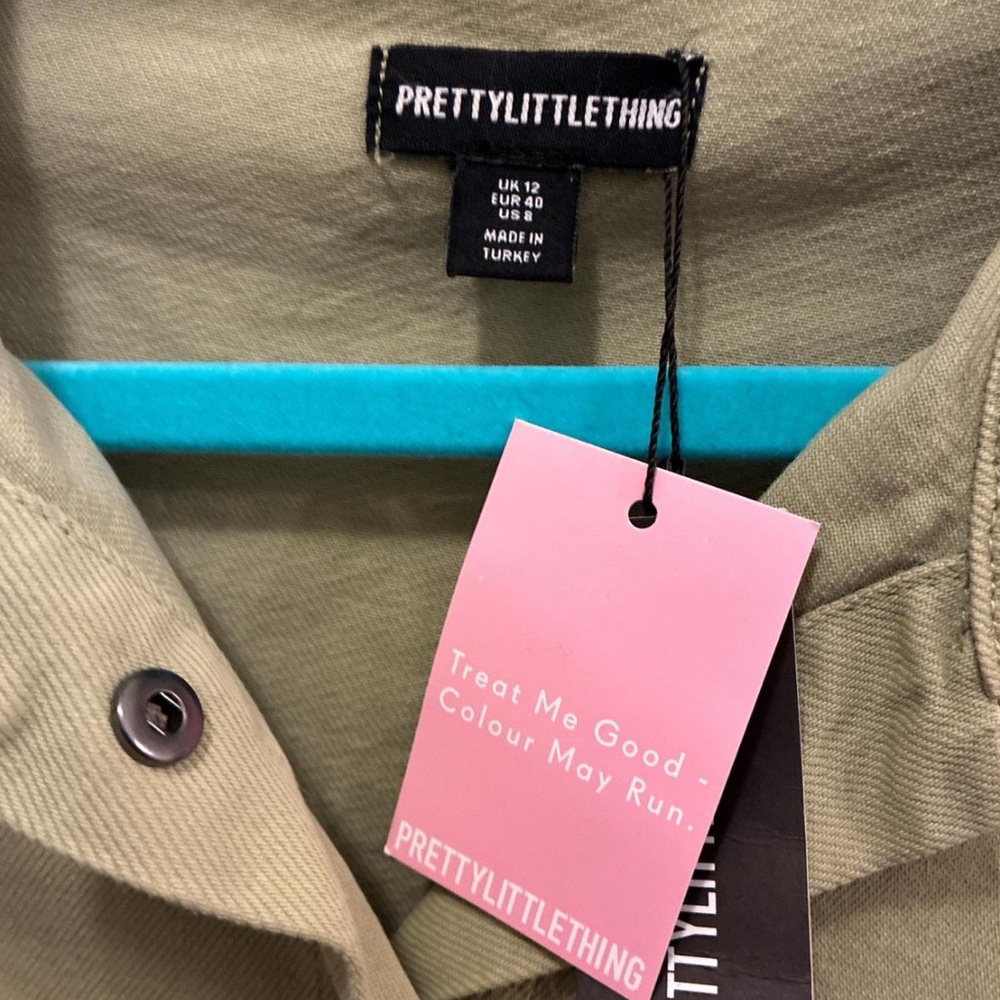 PRETTYLITTLETHING
UK 12
EUR 40
US 8
MADE IN
TURKEY
Treat Me Good -
Colour May Run.
PRETTYLITTLETHING